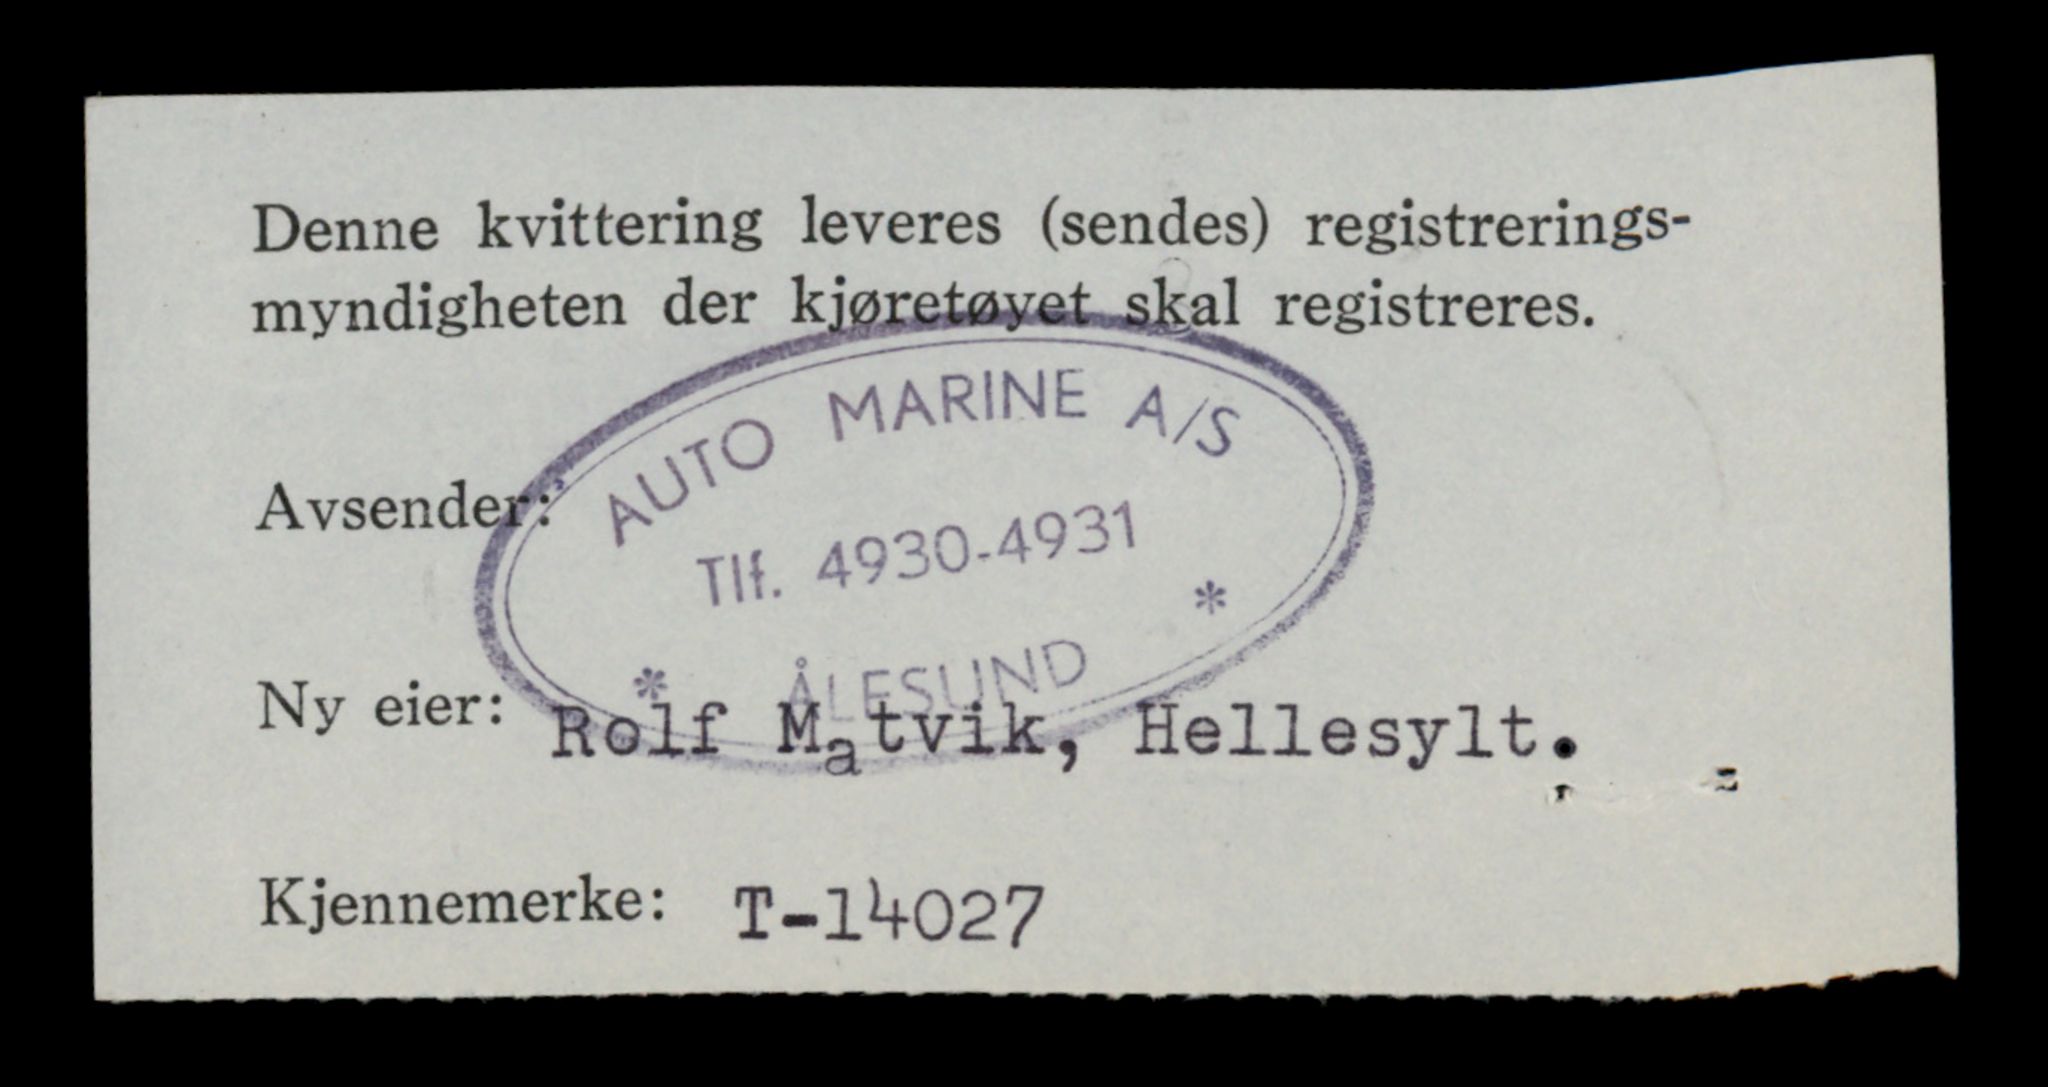 Denne kvittering leveres (sendes) registrerings-
myndigheten der kjøretøyet skal registreres.
Avsender:
AUTO MARINE A/S
Tlf. 4930-4931
* ÅLESUND *
Ny eier: Rolf Matvik, Hellesylt.
Kjennemerke: T-14027